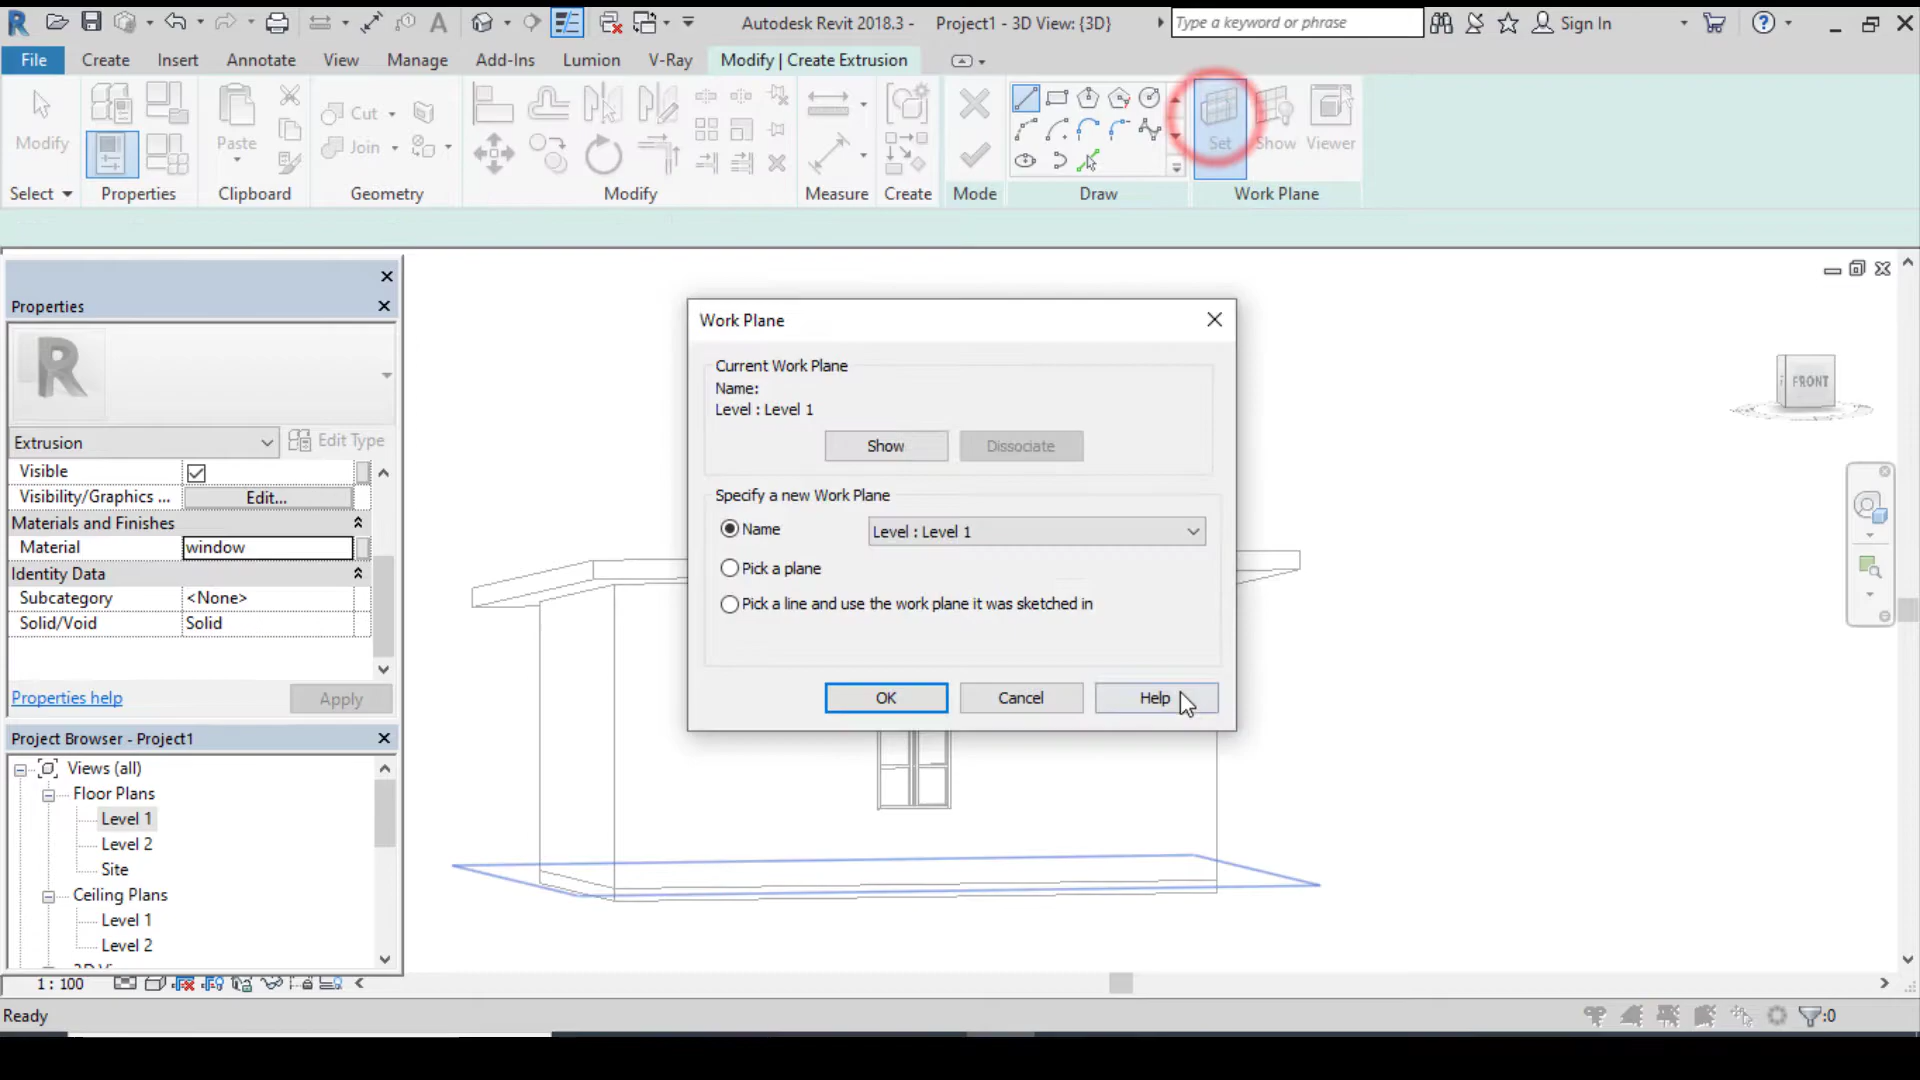 Autodesk Revit 2018.3 - Project1 - 3D View: {3D}
Type a keyword or phrase
Sign In
File Create Insert Annotate View Manage Add-Ins Lumion V-Ray Modify | Create Extrusion
Modify
Paste
Cut
Join
Set
Show
Viewer
Select
Properties
Clipboard
Geometry
Modify
Measure
Create
Mode
Draw
Work Plane
Properties
R
Extrusion
Edit Type
Visible
Visibility/Graphics ... Edit...
Materials and Finishes
Material window
Identity Data
Subcategory <None>
Solid/Void Solid
Properties help
Apply
Project Browser - Project1
Views (all)
Floor Plans
Level 1
Level 2
Site
Ceiling Plans
Level 1
Level 2
Work Plane
Current Work Plane
Name:
Level : Level 1
Show
Dissociate
Specify a new Work Plane
Name
Level : Level 1
Pick a plane
Pick a line and use the work plane it was sketched in
OK
Cancel
Help
FRONT
1 : 100
Ready
:0